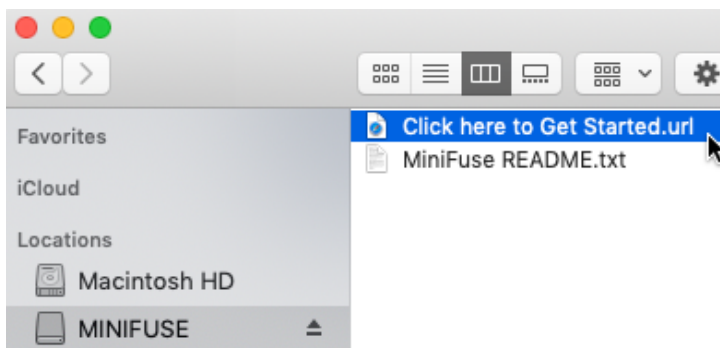 Favorites
iCloud
Locations
Macintosh HD
MINIFUSE
Click here to Get Started.url
MiniFuse README.txt